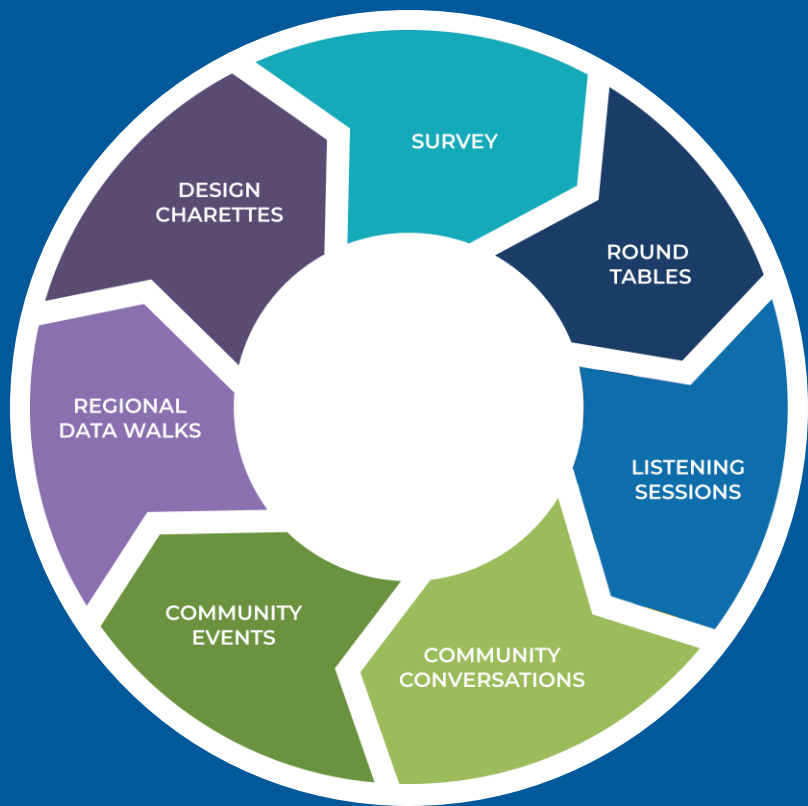 SURVEY
ROUND
TABLES
LISTENING
SESSIONS
COMMUNITY
CONVERSATIONS
COMMUNITY
EVENTS
REGIONAL
DATA WALKS
DESIGN
CHARETTES